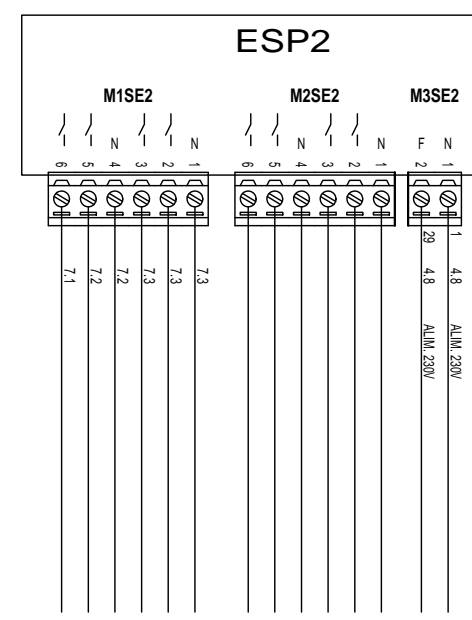 ESP2
M1SE2 M2SE2 M3SE2
N N N N F N
6 5 4 3 2 1 6 5 4 3 2 1 2 1
29 1
7.1 7.2 7.2 7.3 7.3 7.3 4.8 4.8
ALIM. 230V ALIM. 230V